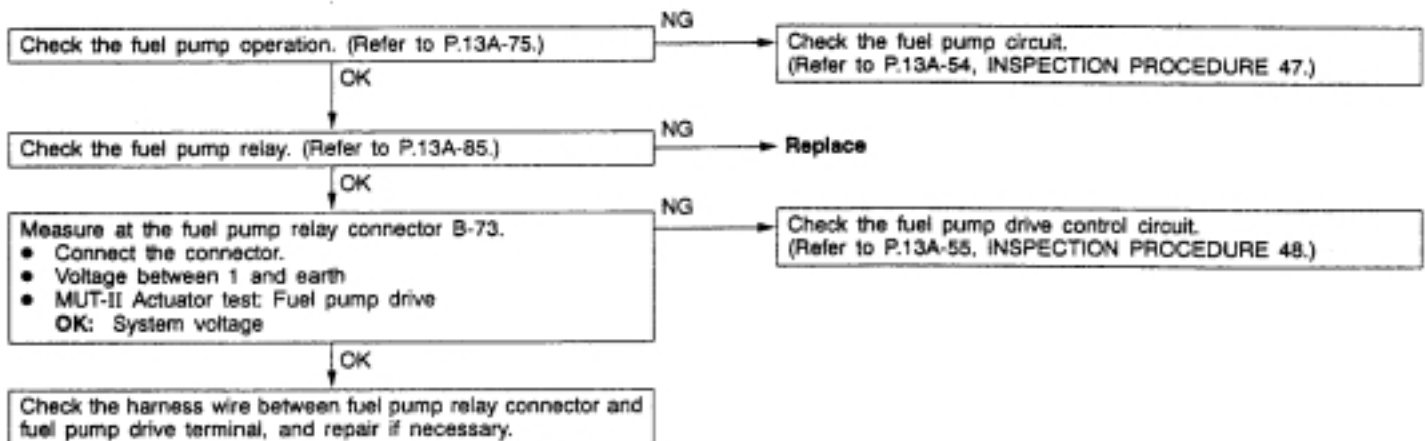 Check the fuel pump operation. (Refer to P.13A-75.)
NG
Check the fuel pump circuit.
(Refer to P.13A-54, INSPECTION PROCEDURE 47.)
OK
Check the fuel pump relay. (Refer to P.13A-85.)
NG
Replace
OK
Measure at the fuel pump relay connector B-73.
● Connect the connector.
● Voltage between 1 and earth
● MUT-II Actuator test: Fuel pump drive
OK: System voltage
NG
Check the fuel pump drive control circuit.
(Refer to P.13A-55, INSPECTION PROCEDURE 48.)
OK
Check the harness wire between fuel pump relay connector and
fuel pump drive terminal, and repair if necessary.